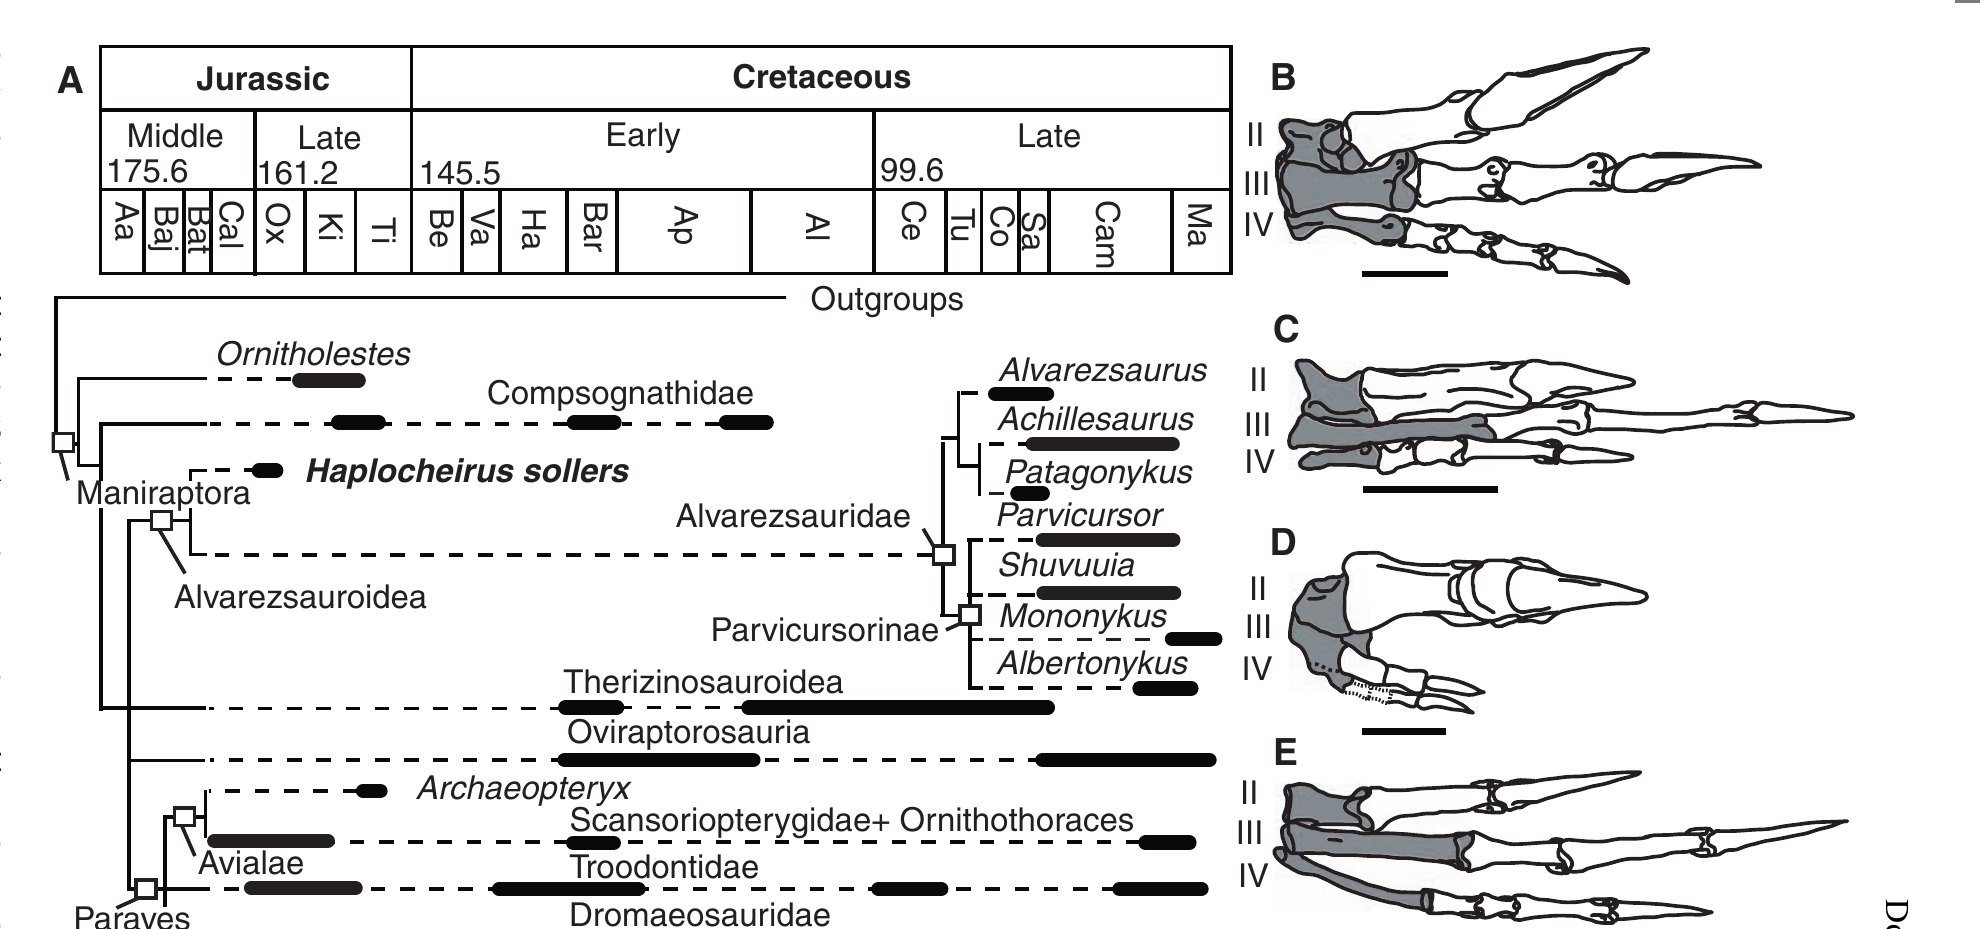 A
Jurassic Cretaceous
Middle Late Early Late
175.6 161.2 145.5 99.6
Aa Baj Bat Cal Ox Ki Ti Be Va Ha Bar Ap Al Ce Tu Co Sa Cam Ma
Outgroups
Ornitholestes
Compsognathidae
Haplocheirus sollers
Maniraptora
Alvarezsauroidea
Alvarezsauridae
Alvarezsaurus
Achillesaurus
Patagonykus
Parvicursor
Shuvuuia
Parvicursorinae
Mononykus
Albertonykus
Therizinosauroidea
Oviraptorosauria
Archaeopteryx
Scansoriopterygidae+ Ornithothoraces
Avialae
Troodontidae
Paraves
Dromaeosauridae
B
II
III
IV
C
II
III
IV
D
II
III
IV
E
II
III
IV